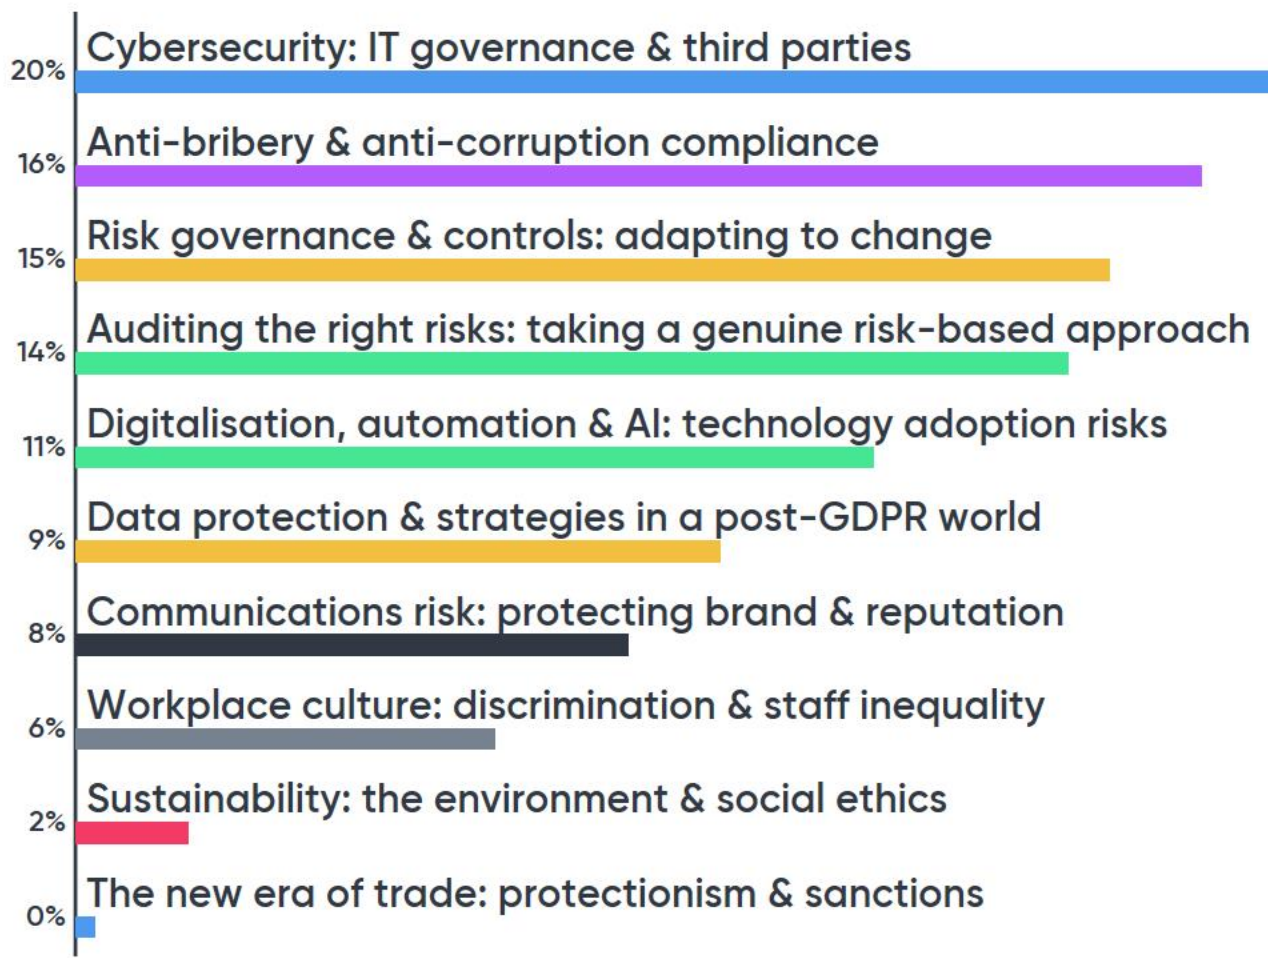 Cybersecurity: IT governance & third parties
20%
Anti-bribery & anti-corruption compliance
16%
Risk governance & controls: adapting to change
15%
Auditing the right risks: taking a genuine risk-based approach
14%
Digitalisation, automation & AI: technology adoption risks
11%
Data protection & strategies in a post-GDPR world
9%
Communications risk: protecting brand & reputation
8%
Workplace culture: discrimination & staff inequality
6%
Sustainability: the environment & social ethics
2%
The new era of trade: protectionism & sanctions
0%